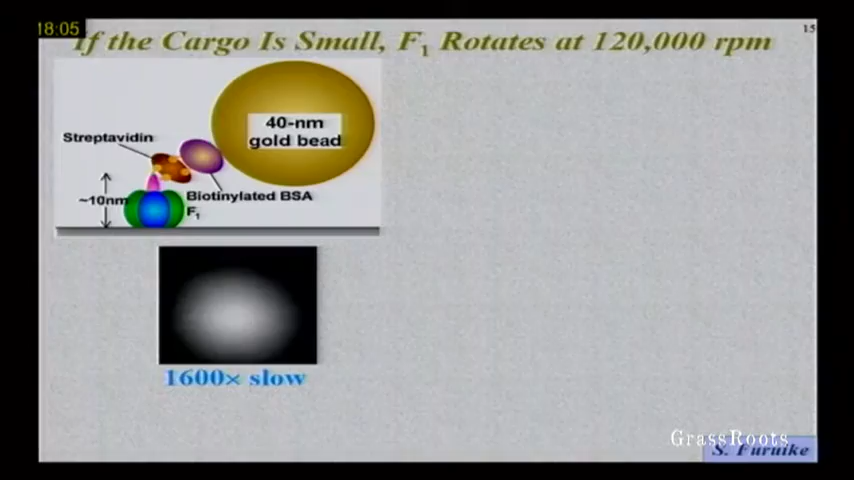 18:05
15
If the Cargo Is Small, F1 Rotates at 120,000 rpm
40-nm
gold bead
Streptavidin
~10nm
Biotinylated BSA
F1
1600× slow
GrassRoots
S. Furuike